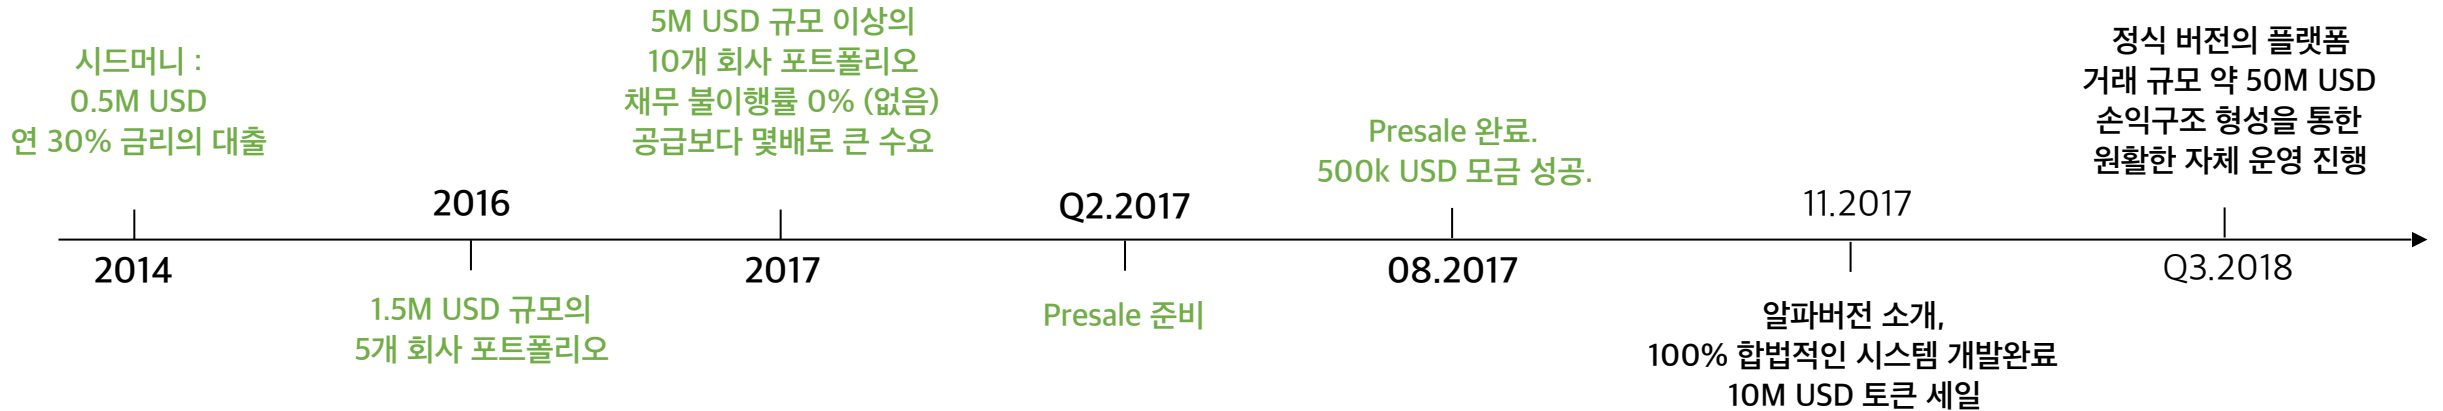 시드머니 :
0.5M USD
연 30% 금리의 대출
2014
2016
1.5M USD 규모의
5개 회사 포트폴리오
5M USD 규모 이상의
10개 회사 포트폴리오
채무 불이행률 0% (없음)
공급보다 몇배로 큰 수요
2017
Q2.2017
Presale 준비
Presale 완료.
500k USD 모금 성공.
08.2017
11.2017
알파버전 소개,
100% 합법적인 시스템 개발완료
10M USD 토큰 세일
정식 버전의 플랫폼
거래 규모 약 50M USD
손익구조 형성을 통한
원활한 자체 운영 진행
Q3.2018